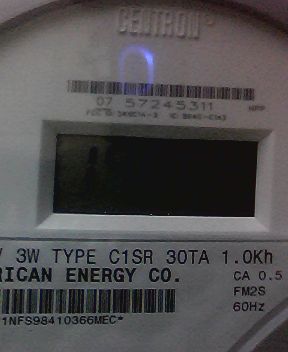 CENTRON®
07 57245311
V 3W TYPE C1SR 30TA 1.0Kh
RICAN ENERGY CO.
CA 0.5
FM2S
60Hz
1NFS98410366MEC*